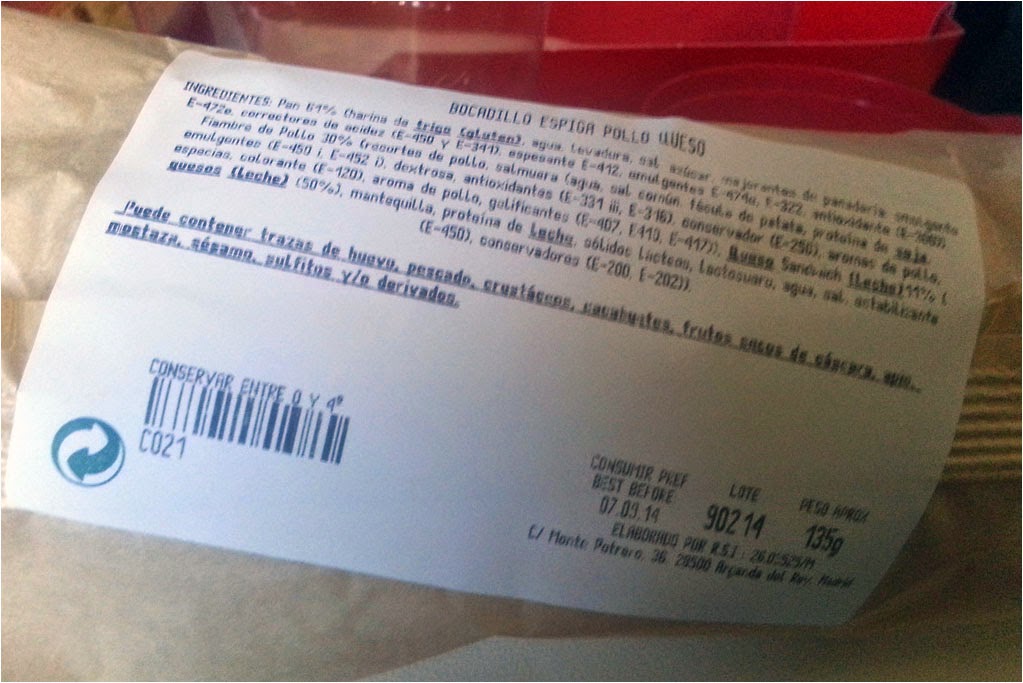 BOCADILLO ESPIGA POLLO QUESO
INGREDIENTES: Pan 61% (harina de trigo (gluten), agua, levadura, sal, azúcar, mejorantes de panadería: emulgente
E-472e, correctores de acidez (E-450 Y E-341), espesante E-412, emulgentes E-322, antioxidante
Fiambre de Pollo 30% (recortes de pollo, salmuera (agua, sal común, fécula de patata, proteína de soja,
emulgentes (E-450 i, E-452 i), dextrosa, antioxidantes (E-331 iii, E-316), conservador (E-250), aromas de pollo,
especias, colorante (E-120), aroma de pollo, gelificantes (E-407, E-410, E-417)), Queso Sandwich (Leche) 11% (
quesos (Leche) (50%), mantequilla, proteína de Leche, sólidos lácteos, lactosuero, agua, sal, estabilizante
(E-450), conservadores (E-200, E-202)).
Puede contener trazas de huevo, pescado, crustáceos, cacahuetes, frutos secos de cáscara, apio,
mostaza, sésamo, sulfitos y/o derivados.
CONSERVAR ENTRE 0 Y 4º
C021
CONSUMIR PREF
BEST BEFORE
07.09.14
LOTE
90214
PESO APROX
135g
ELABORADO POR R.S.I.:
C/ Monte Potrero, 36, 28500 Arganda del Rey, Madrid